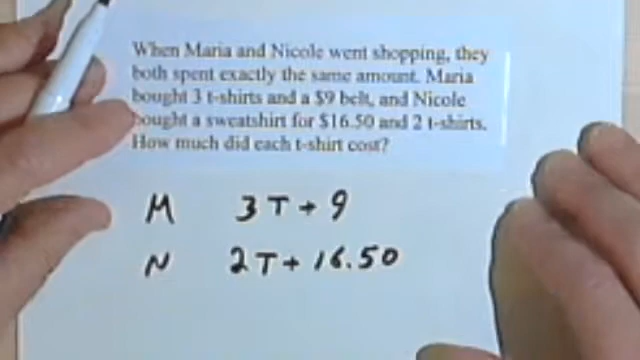 When Maria and Nicole went shopping, they
both spent exactly the same amount. Maria
bought 3 t-shirts and a $9 belt, and Nicole
bought a sweatshirt for $16.50 and 2 t-shirts.
How much did each t-shirt cost?
M 3T+9
N 2T+16.50